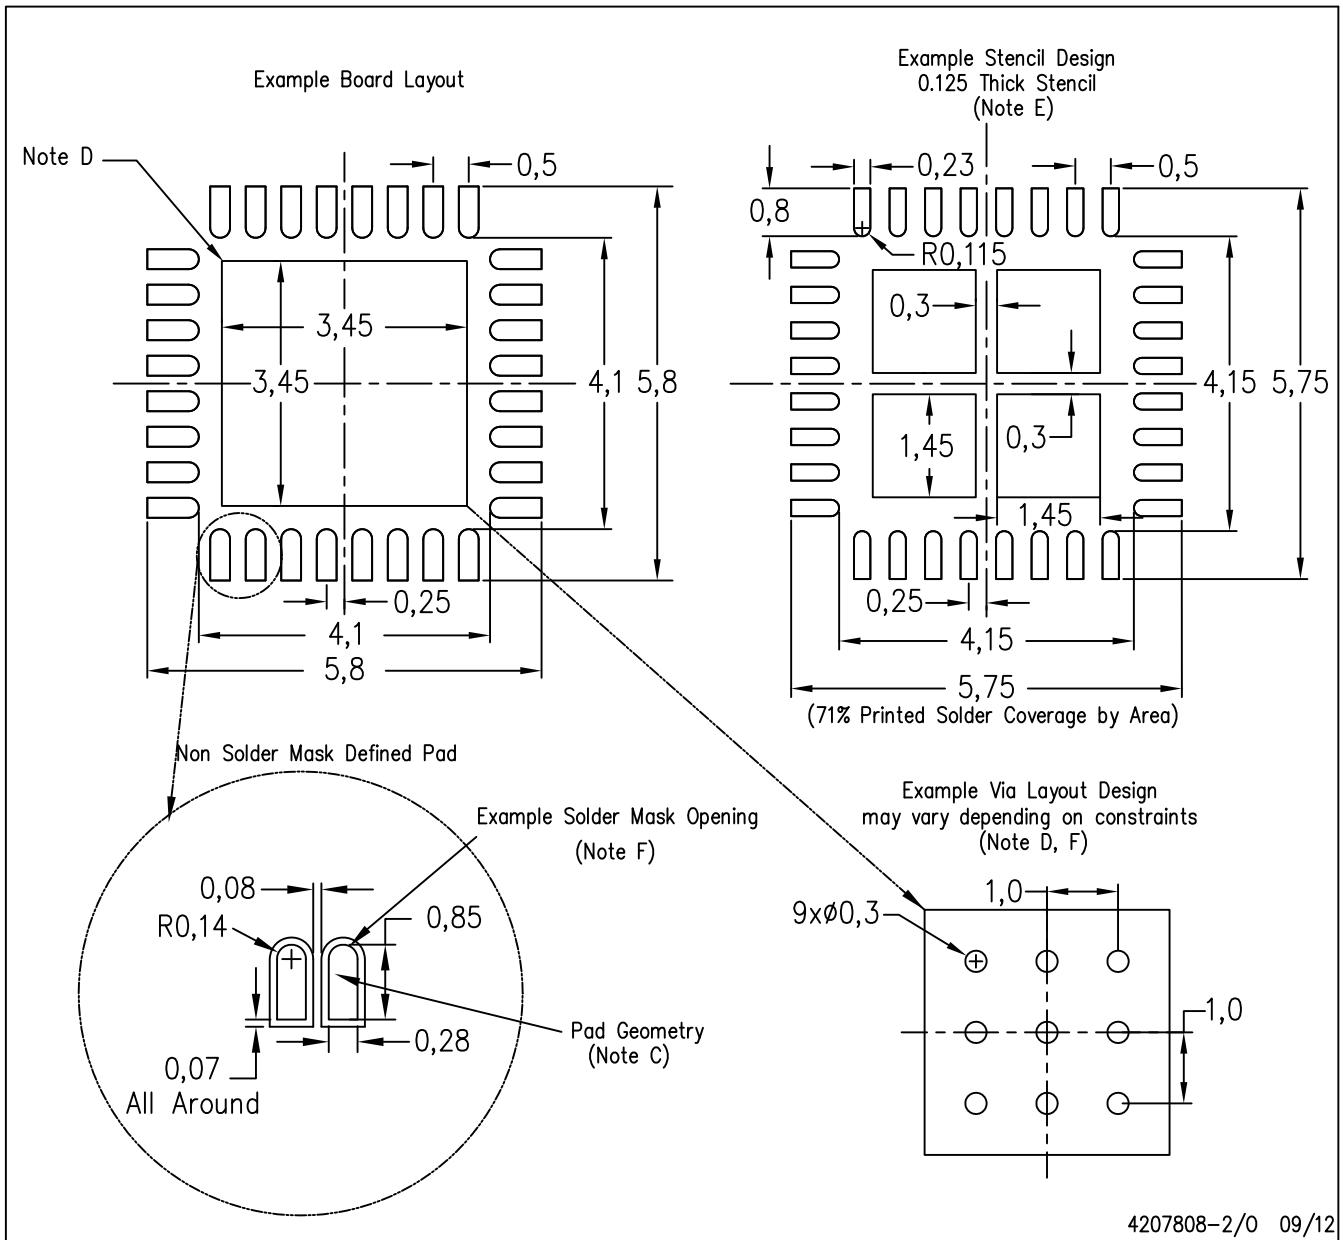 Example Board Layout
Note D
0,5
3,45
3,45
4,1
5,8
0,25
4,1
5,8
Example Stencil Design
0.125 Thick Stencil
(Note E)
0,23
0,5
0,8
R0,115
0,3
4,15
5,75
1,45
0,3
1,45
0,25
4,15
5,75
(71% Printed Solder Coverage by Area)
Non Solder Mask Defined Pad
Example Solder Mask Opening
(Note F)
0,08
R0,14
0,85
Pad Geometry
(Note C)
0,28
0,07
All Around
Example Via Layout Design
may vary depending on constraints
(Note D, F)
1,0
9xø0,3
1,0
4207808-2/O 09/12